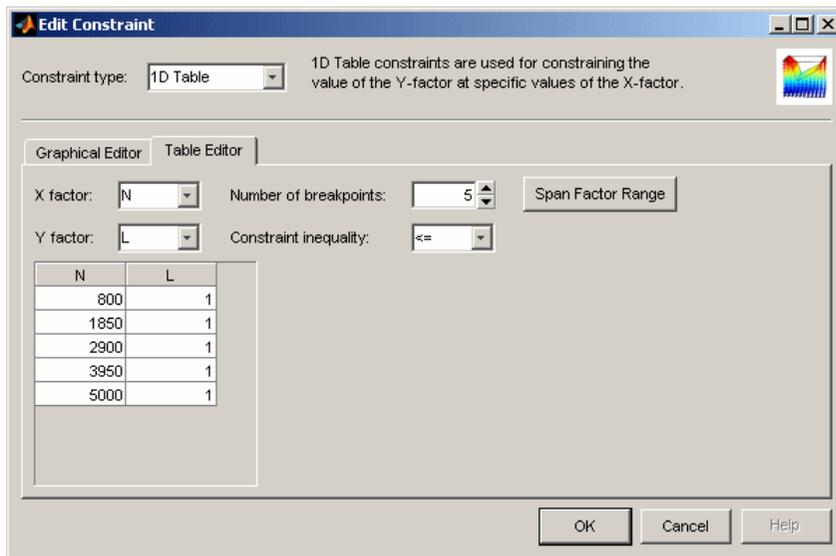 Edit Constraint
Constraint type: 1D Table
1D Table constraints are used for constraining the
value of the Y-factor at specific values of the X-factor.
Graphical Editor Table Editor
X factor: N Number of breakpoints: 5 Span Factor Range
Y factor: L Constraint inequality: <=
N L
800 1
1850 1
2900 1
3950 1
5000 1
OK Cancel Help